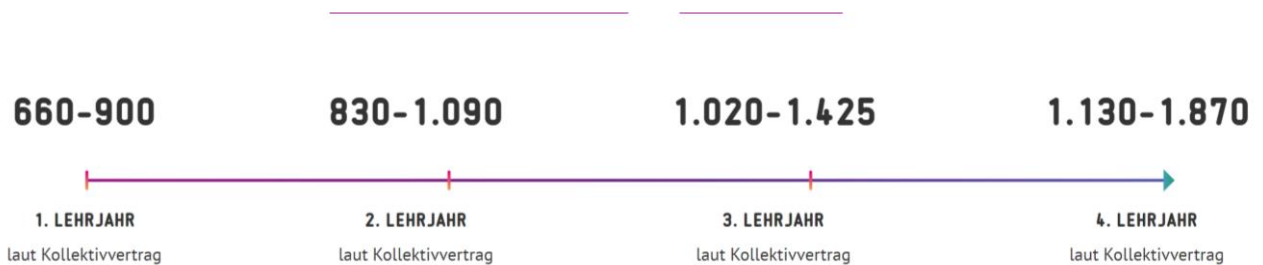 660-900
830-1.090
1.020-1.425
1.130-1.870
1. LEHRJAHR
2. LEHRJAHR
3. LEHRJAHR
4. LEHRJAHR
laut Kollektivvertrag
laut Kollektivvertrag
laut Kollektivvertrag
laut Kollektivvertrag